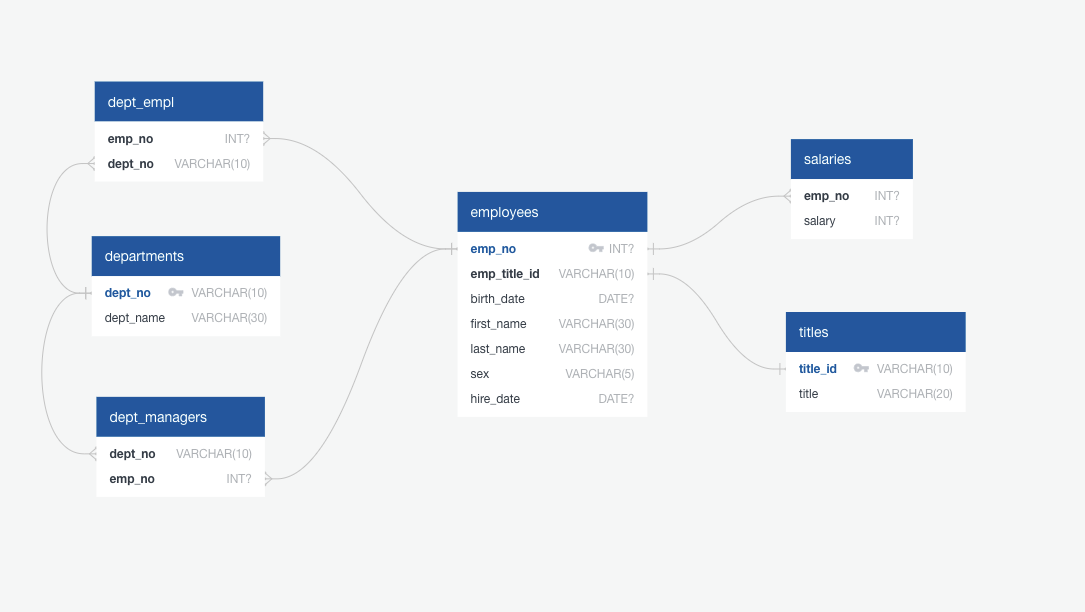 dept_empl
emp_no INT?
dept_no VARCHAR(10)
departments
dept_no VARCHAR(10)
dept_name VARCHAR(30)
dept_managers
dept_no VARCHAR(10)
emp_no INT?
employees
emp_no INT?
emp_title_id VARCHAR(10)
birth_date DATE?
first_name VARCHAR(30)
last_name VARCHAR(30)
sex VARCHAR(5)
hire_date DATE?
salaries
emp_no INT?
salary INT?
titles
title_id VARCHAR(10)
title VARCHAR(20)